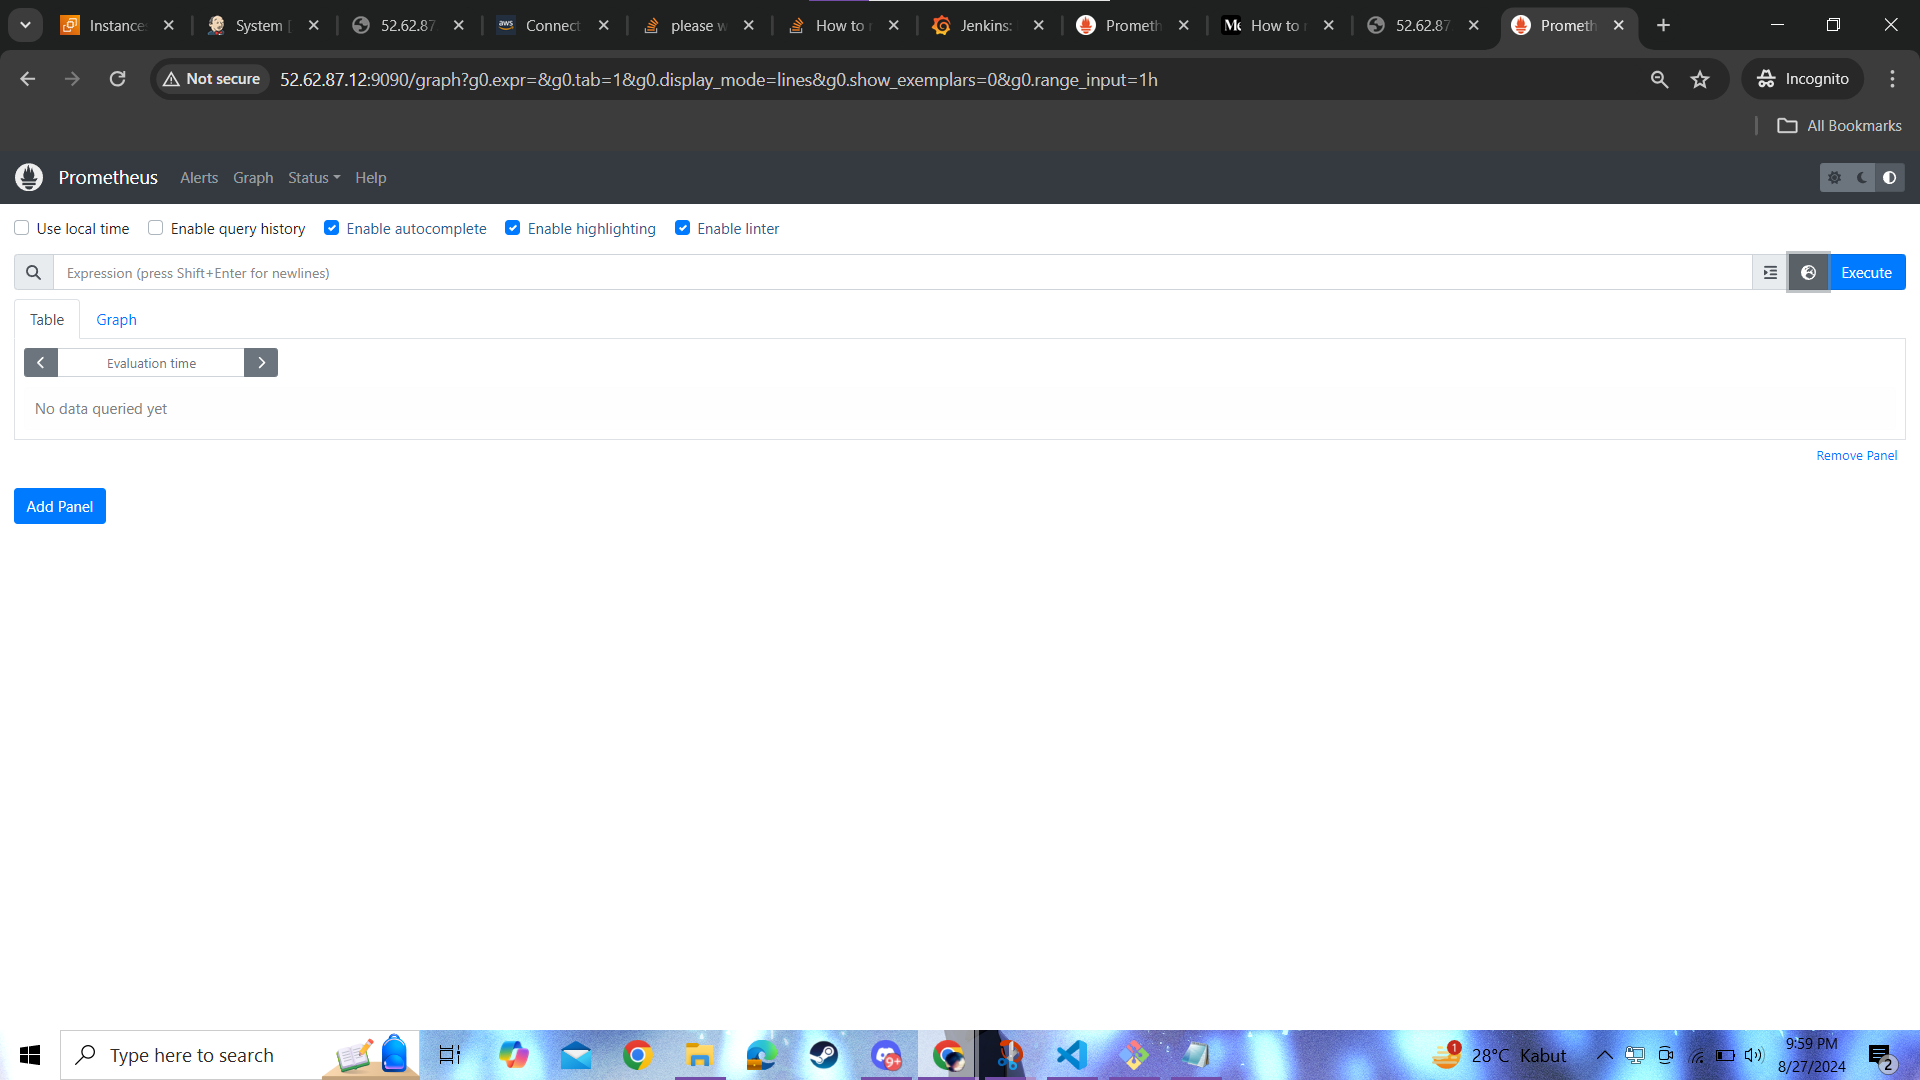 Instance
System [
52.62.87.
Connect
please w
How to r
Jenkins:
Prometh
How to r
52.62.87.
Prometh
Not secure
52.62.87.12:9090/graph?g0.expr=&g0.tab=1&g0.display_mode=lines&g0.show_exemplars=0&g0.range_input=1h
Incognito
All Bookmarks
Prometheus Alerts Graph Status Help
Use local time Enable query history Enable autocomplete Enable highlighting Enable linter
Expression (press Shift+Enter for newlines)
Execute
Table Graph
Evaluation time
No data queried yet
Remove Panel
Add Panel
Type here to search
9+
1
28°C Kabut
9:59 PM
8/27/2024
2